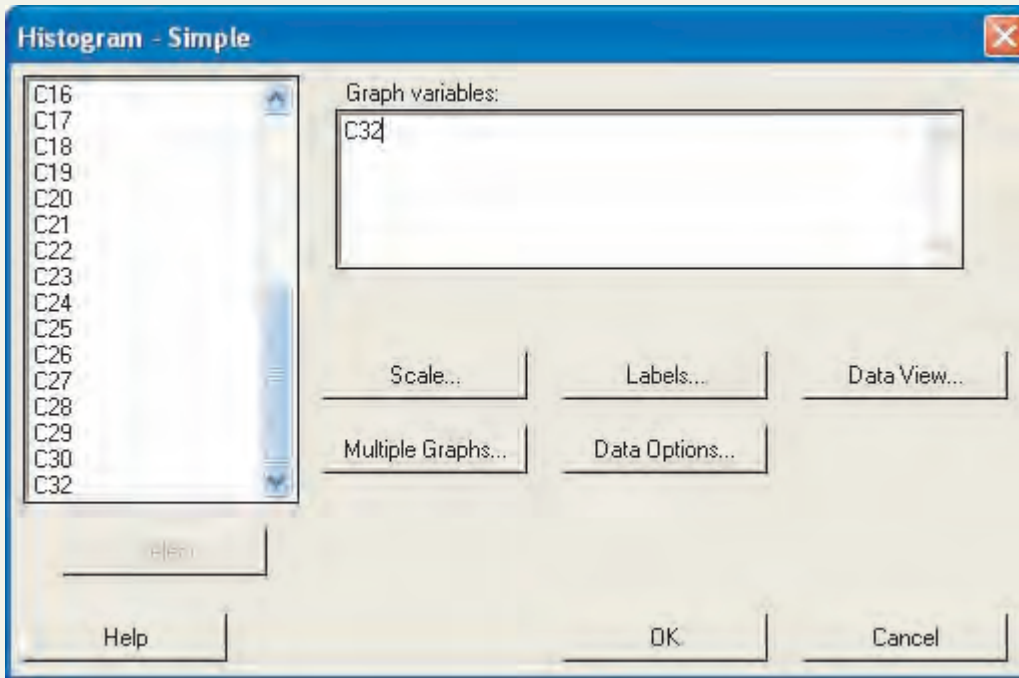 Histogram - Simple
C16
C17
C18
C19
C20
C21
C22
C23
C24
C25
C26
C27
C28
C29
C30
C32
Graph variables:
C32
Scale...
Labels...
Data View...
Multiple Graphs...
Data Options...
Help
OK
Cancel